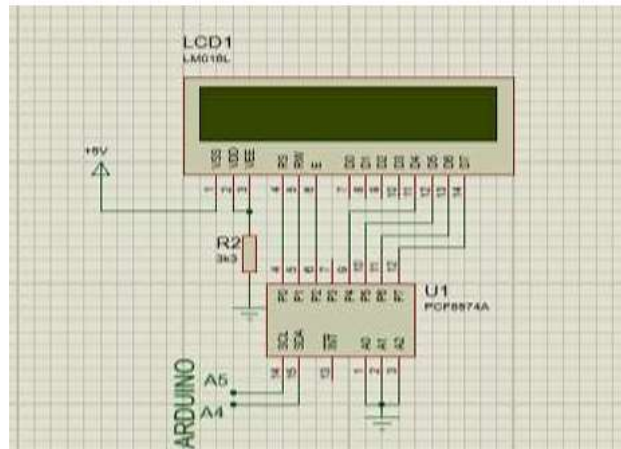 LCD1
LM016L
+5V
VSS VDD VEE RS RW E D0 D1 D2 D3 D4 D5 D6 D7
1 2 3 4 5 6 7 8 9 10 11 12 13 14
R2
3k3
4 5 6 7 9 10 11 12
P0 P1 P2 P3 P4 P5 P6 P7
U1
PCF8574A
SCL SDA INT A0 A1 A2
14 15 13 1 2 3
ARDUINO
A5
A4